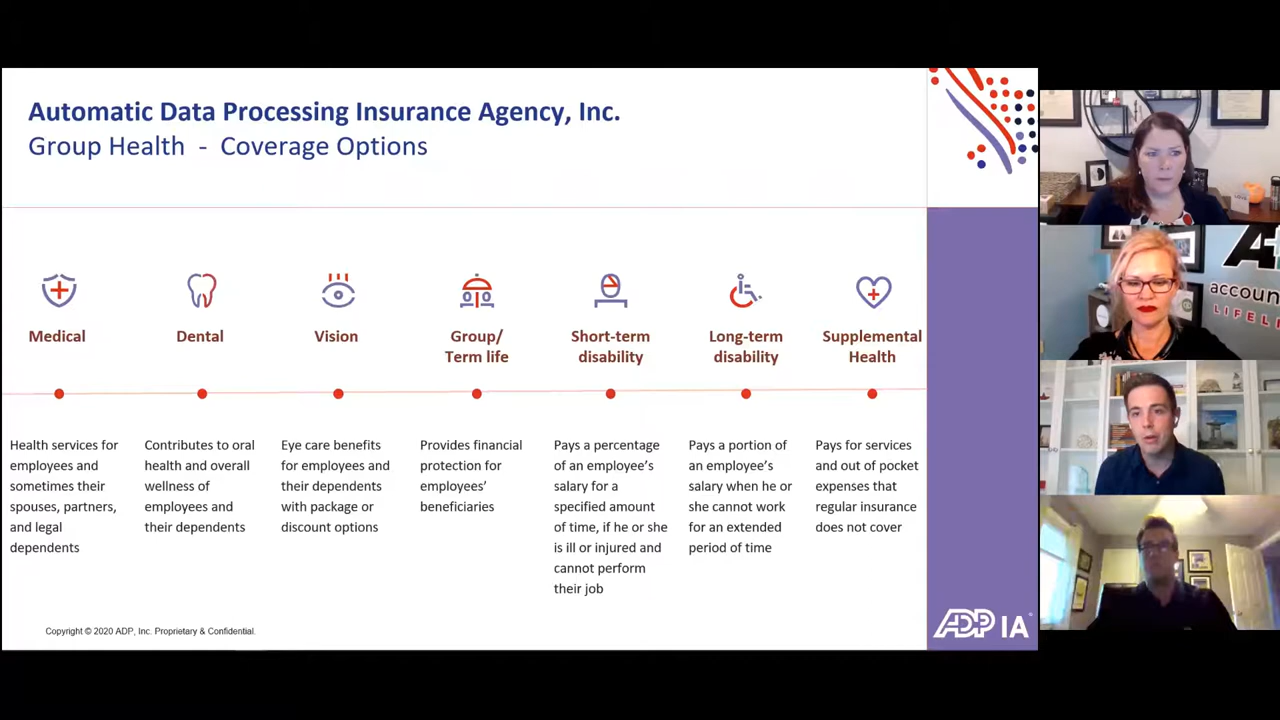 Automatic Data Processing Insurance Agency, Inc.
Group Health - Coverage Options
Medical
Dental
Vision
Group/
Term life
Short-term
disability
Long-term
disability
Supplemental
Health
Health services for
employees and
sometimes their
spouses, partners,
and legal
dependents
Contributes to oral
health and overall
wellness of
employees and
their dependents
Eye care benefits
for employees and
their dependents
with package or
discount options
Provides financial
protection for
employees’
beneficiaries
Pays a percentage
of an employee’s
salary for a
specified amount
of time, if he or she
is ill or injured and
cannot perform
their job
Pays a portion of
an employee’s
salary when he or
she cannot work
for an extended
period of time
Pays for services
and out of pocket
expenses that
regular insurance
does not cover
Copyright © 2020 ADP, Inc. Proprietary & Confidential.
ADP IA
accoun
LIFEL